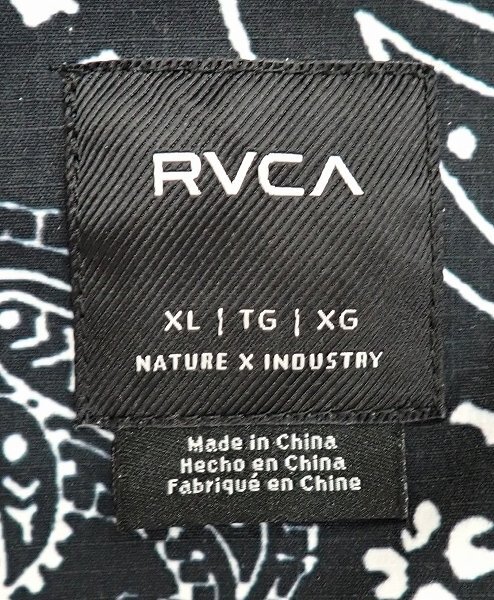 RVCA
XL | TG | XG
NATURE X INDUSTRY
Made in China
Hecho en China
Fabriqué en Chine